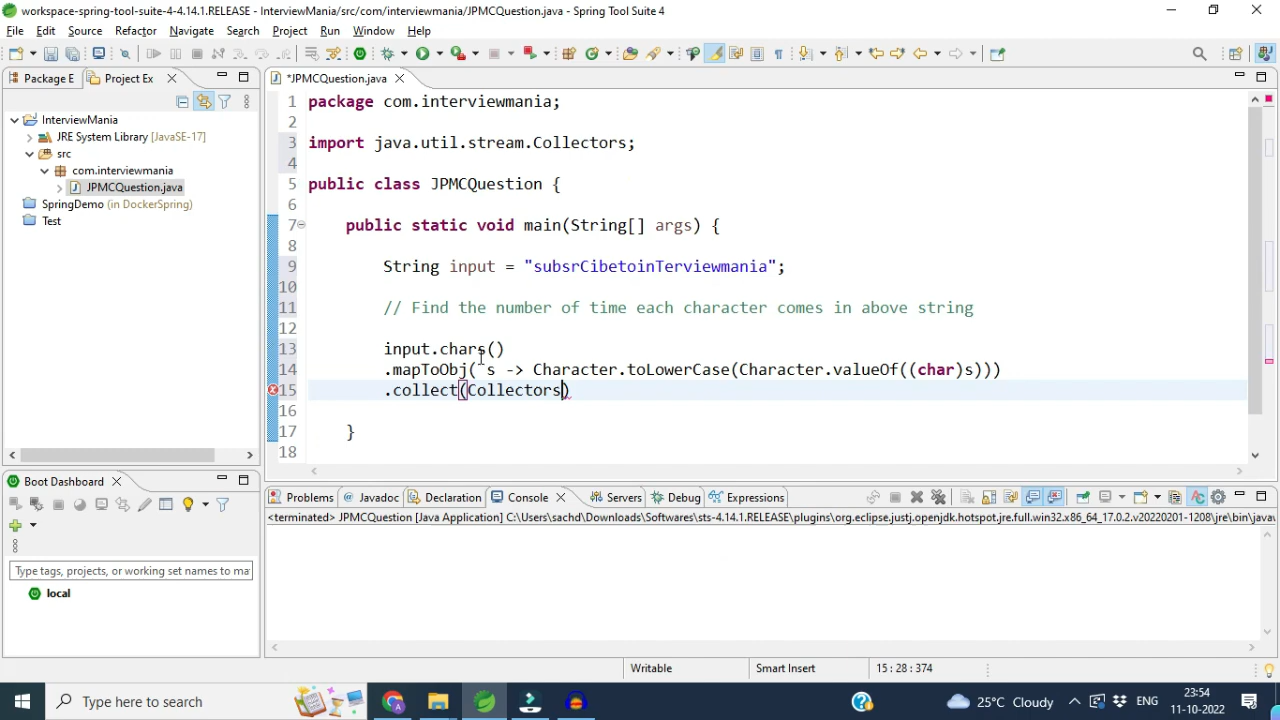 workspace-spring-tool-suite-4-4.14.1.RELEASE - InterviewMania/src/com/interviewmania/JPMCQuestion.java - Spring Tool Suite 4
File Edit Source Refactor Navigate Search Project Run Window Help
Package E Project Ex
*JPMCQuestion.java
InterviewMania
JRE System Library [JavaSE-17]
src
com.interviewmania
JPMCQuestion.java
SpringDemo (in DockerSpring)
Test
1 package com.interviewmania;
2
3 import java.util.stream.Collectors;
4
5 public class JPMCQuestion {
6
7 public static void main(String[] args) {
8
9 String input = "subsrCibetoinTerviewmania";
10
11 // Find the number of time each character comes in above string
12
13 input.chars()
14 .mapToObj( s -> Character.toLowerCase(Character.valueOf((char)s)))
15 .collect(Collectors)
16
17 }
18
Boot Dashboard
Type tags, projects, or working set names to ma
local
Problems Javadoc Declaration Console Servers Debug Expressions
<terminated> JPMCQuestion [Java Application] C:\Users\sachd\Downloads\Softwares\sts-4.14.1.RELEASE\plugins\org.eclipse.justj.openjdk.hotspot.jre.full.win32.x86_64_17.0.2.v20220201-1208\jre\bin\javaw
Writable Smart Insert 15 : 28 : 374
Type here to search
25°C Cloudy
ENG
23:54
11-10-2022